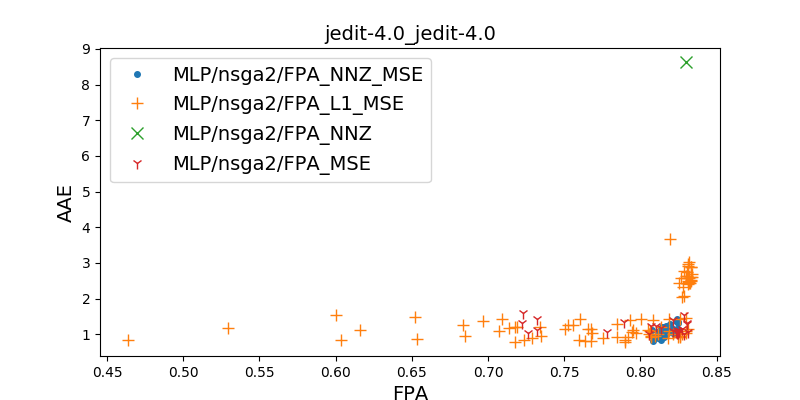 jedit-4.0_jedit-4.0
9
8
7
6
5
4
3
2
1
AAE
MLP/nsga2/FPA_NNZ_MSE
MLP/nsga2/FPA_L1_MSE
MLP/nsga2/FPA_NNZ
MLP/nsga2/FPA_MSE
0.45 0.50 0.55 0.60 0.65 0.70 0.75 0.80 0.85
FPA